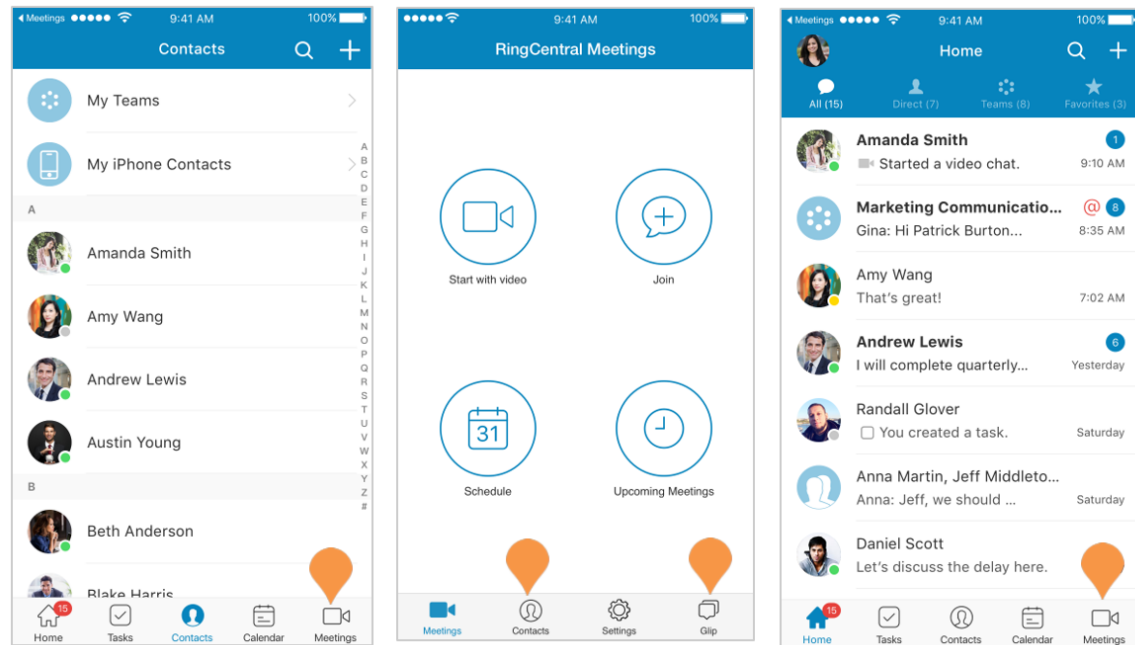 Meetings 9:41 AM 100%
Contacts
My Teams
My iPhone Contacts
A
Amanda Smith
Amy Wang
Andrew Lewis
Austin Young
B
Beth Anderson
Blake Harris
A
B
C
D
E
F
G
H
I
J
K
L
M
N
O
P
Q
R
S
T
U
V
W
X
Y
Z
#
15
Home Tasks Contacts Calendar Meetings
9:41 AM 100%
RingCentral Meetings
Start with video Join
31
Schedule Upcoming Meetings
Meetings Contacts Settings Glip
Meetings 9:41 AM 100%
Home
All (15) Direct (7) Teams (8) Favorites (3)
Amanda Smith 1
Started a video chat. 9:10 AM
Marketing Communicatio... @ 8
Gina: Hi Patrick Burton... 8:35 AM
Amy Wang
That's great! 7:02 AM
Andrew Lewis 6
I will complete quarterly... Yesterday
Randall Glover
You created a task. Saturday
Anna Martin, Jeff Middleto...
Anna: Jeff, we should ... Saturday
Daniel Scott
Let's discuss the delay here.
15
Home Tasks Contacts Calendar Meetings